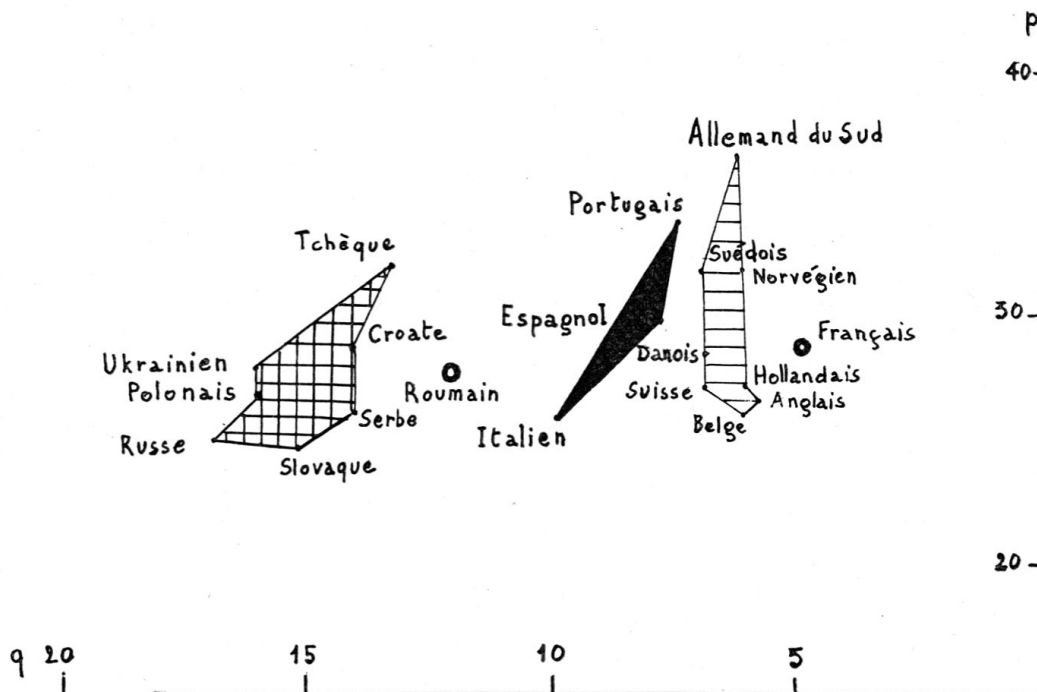 p
40
Allemand du Sud
Portugais
Tchèque
Suédois
Norvégien
Espagnol
30
Croate
Français
Danois
Ukrainien
Roumain
Hollandais
Polonais
Suisse
Anglais
Serbe
Belge
Italien
Russe
Slovaque
20
q 20 15 10 5